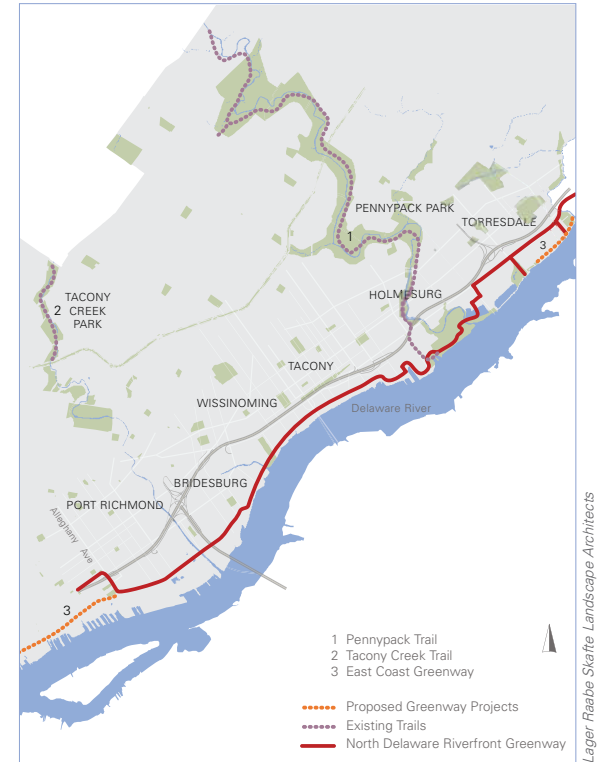 PENNYPACK PARK
TORRESDALE
1
3
HOLMESURG
2
TACONY
CREEK
PARK
TACONY
WISSINOMING
Delaware River
BRIDESBURG
PORT RICHMOND
Alleghany Ave
3
1 Pennypack Trail
2 Tacony Creek Trail
3 East Coast Greenway
Proposed Greenway Projects
Existing Trails
North Delaware Riverfront Greenway
Lager Raabe Skafte Landscape Architects